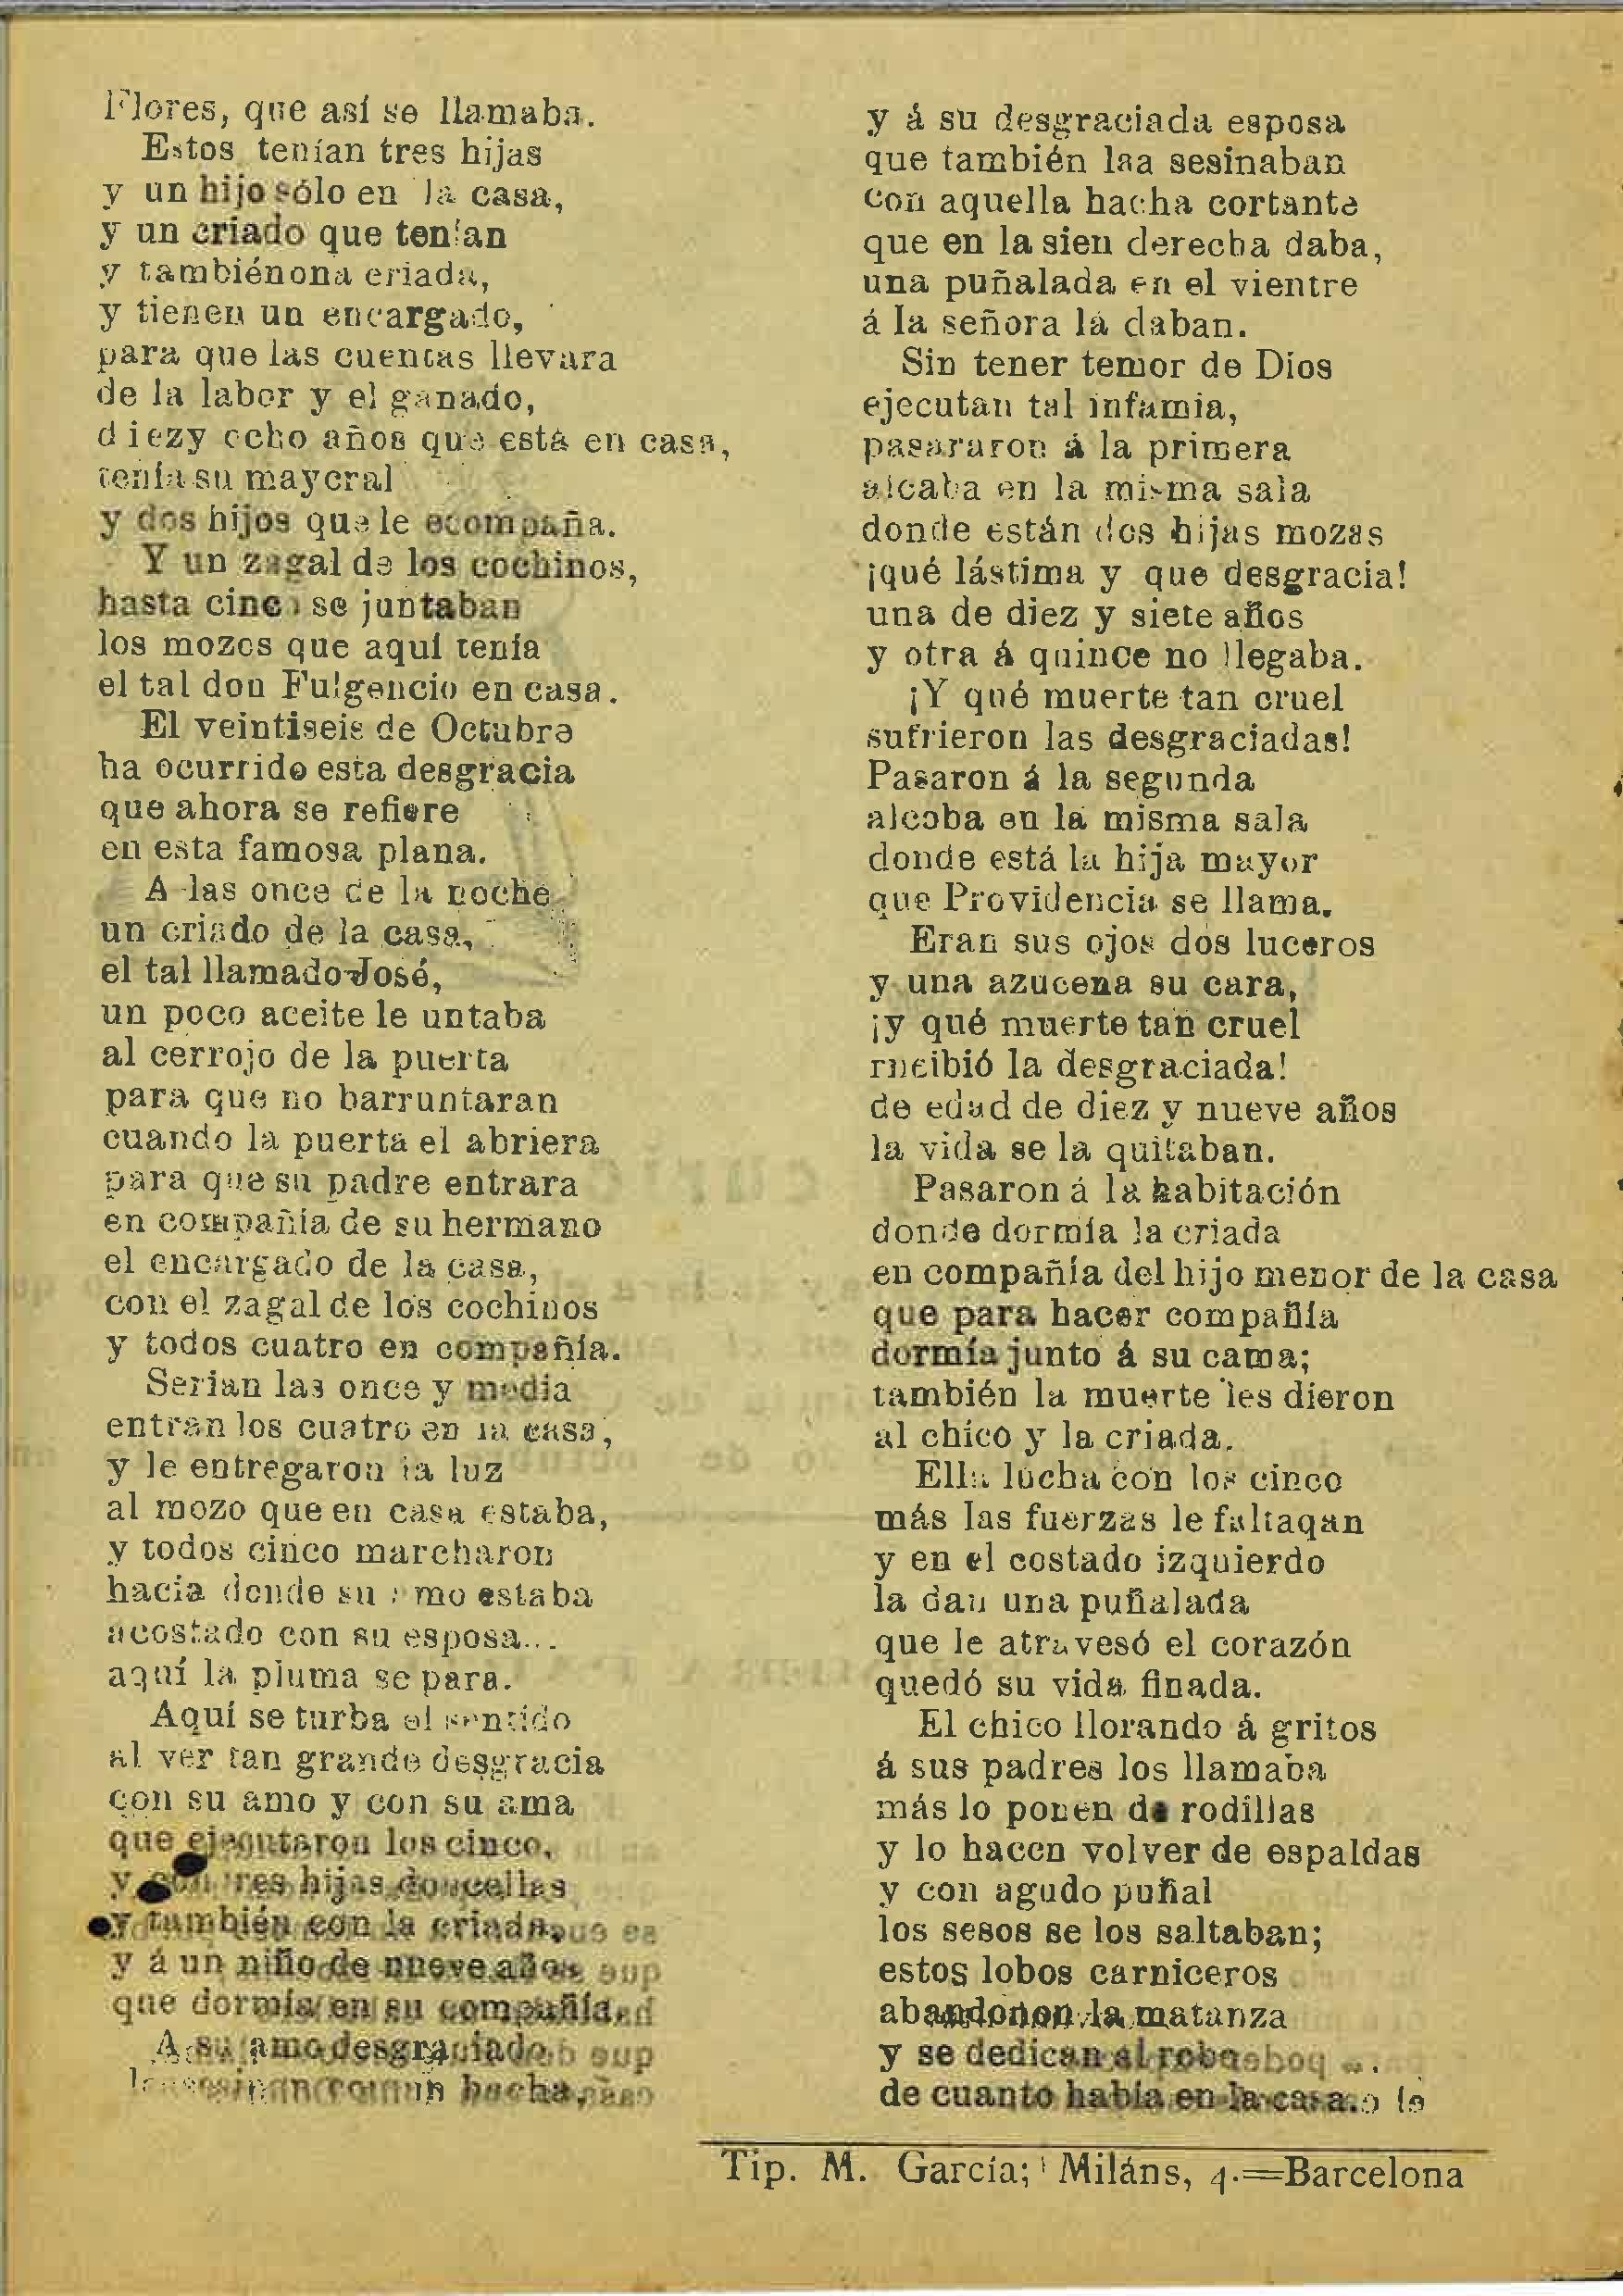 Flores, que así se llamaba.
Estos tenían tres hijas
y un hijo sólo en la casa,
y un criado que tenían
y tambiénona criada,
y tienen un encargado,
para que las cuentas llevara
de la labor y el ganado,
diezy ocho años que está en casa,
tenía su mayoral
y dos hijos que le acompaña.
Y un zagal de los cochinos,
hasta cinco se juntaban
los mozos que aquí tenía
el tal don Fulgencio en casa.
El veintiseis de Octubre
ha ocurrido esta desgracia
que ahora se refiere
en esta famosa plana.
A las once de la noche
un criado de la casa,
el tal llamado José,
un poco aceite le untaba
al cerrojo de la puerta
para que no barruntaran
cuando la puerta el abriera
para que su padre entrara
en compañía de su hermano
el encargado de la casa,
con el zagal de los cochinos
y todos cuatro en compañía.
Serian las once y media
entran los cuatro en la casa,
y le entregaron la luz
al mozo que en casa estaba,
y todos cinco marcharon
hacia donde su amo estaba
acostado con su esposa...
aquí la pluma se para.
Aquí se turba el sentido
al ver tan grande desgracia
con su amo y con su ama
que ejecutaron los cinco,
y con tres hijas doncellas
y también con la criada,
y á un niño de nueve años
que dormía en su compañía.
A su amo desgraciado
hacha,
y á su desgraciada esposa
que también laa sesinaban
con aquella hacha cortante
que en la sien derecha daba,
una puñalada en el vientre
á la señora la daban.
Sin tener temor de Dios
ejecutan tal infamia,
pasararon á la primera
alcaba en la misma sala
donde están dos hijas mozas
¡qué lástima y que desgracia!
una de diez y siete años
y otra á quince no llegaba.
¡Y qué muerte tan cruel
sufrieron las desgraciadas!
Pasaron á la segunda
alcoba en la misma sala
donde está la hija mayor
que Providencia se llama.
Eran sus ojos dos luceros
y una azucena su cara,
¡y qué muerte tan cruel
rncibió la desgraciada!
de edad de diez y nueve años
la vida se la quitaban.
Pasaron á la habitación
donde dormía la criada
en compañía del hijo menor de la casa
que para hacer compañía
dormía junto á su cama;
también la muerte les dieron
al chico y la criada.
Ella lucha con los cinco
más las fuerzas le faltaqan
y en el costado izquierdo
la dan una puñalada
que le atravesó el corazón
quedó su vida finada.
El chico llorando á gritos
á sus padres los llamaba
más lo ponen de rodillas
y lo hacen volver de espaldas
y con agudo puñal
los sesos se los saltaban;
estos lobos carniceros
abandonon la matanza
y se dedican al
de cuanto había en la casa.
Tip. M. García; Miláns, 4.=Barcelona